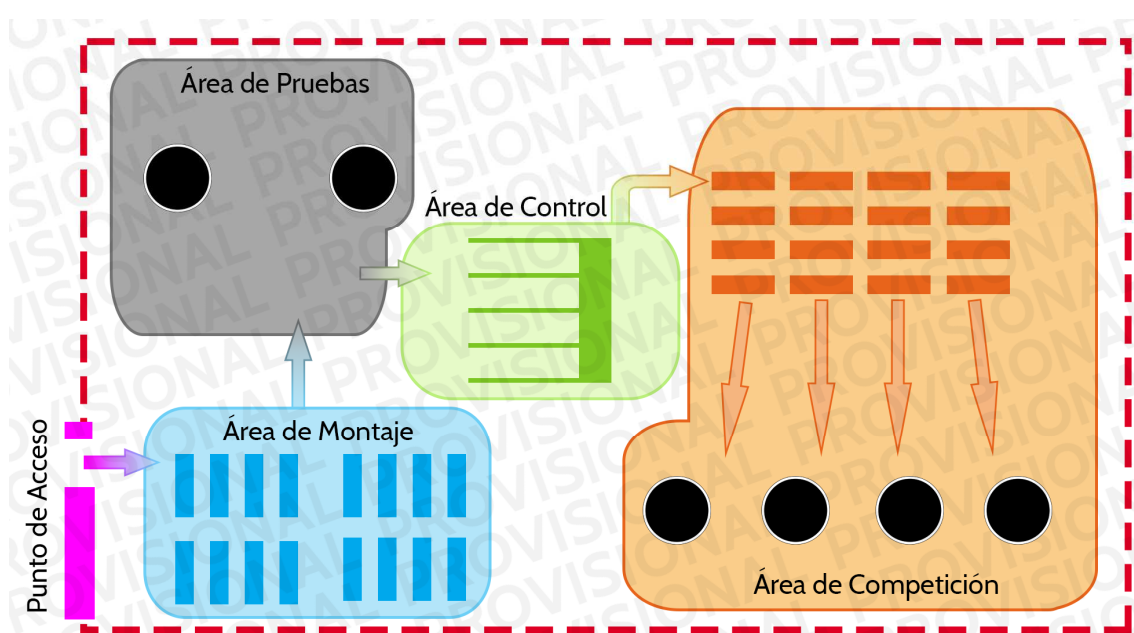 Área de Pruebas
Área de Control
Punto de Acceso
Área de Montaje
Área de Competición
PROVISIONAL